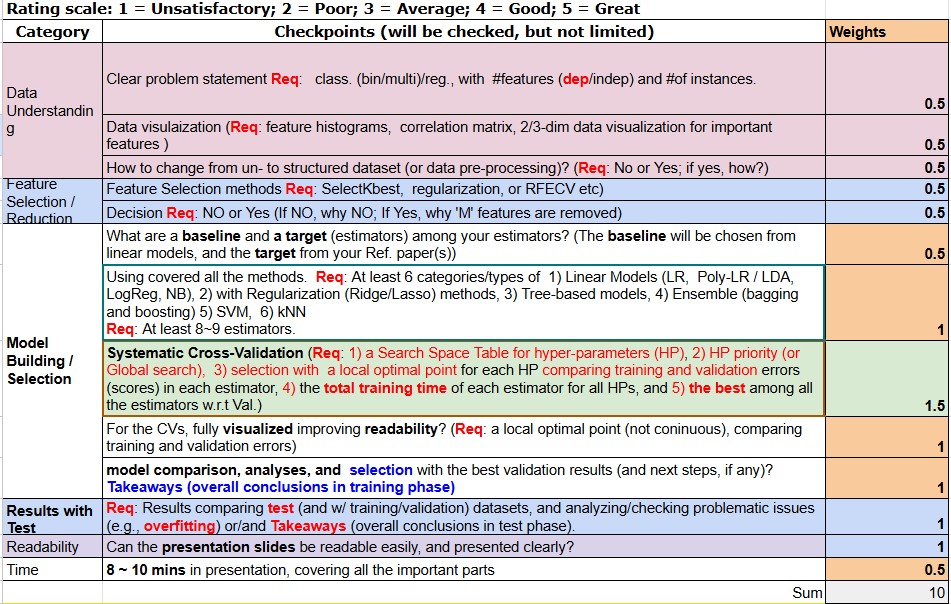 Rating scale: 1 = Unsatisfactory; 2 = Poor; 3 = Average; 4 = Good; 5 = Great
Category Checkpoints (will be checked, but not limited) Weights
Data
Understandin
g
Clear problem statement Req: class. (bin/multi)/reg., with #features (dep/indep) and #of instances.
0.5
Data visulaization (Req: feature histograms, correlation matrix, 2/3-dim data visualization for important
features )
0.5
How to change from un- to structured dataset (or data pre-processing)? (Req: No or Yes; if yes, how?)
0.5
Feature
Selection /
Reduction
Feature Selection methods Req: SelectKbest, regularization, or RFECV etc)
0.5
Decision Req: NO or Yes (If NO, why NO; If Yes, why 'M' features are removed)
0.5
Model
Building /
Selection
What are a baseline and a target (estimators) among your estimators? (The baseline will be chosen from
linear models, and the target from your Ref. paper(s))
0.5
Using covered all the methods. Req: At least 6 categories/types of 1) Linear Models (LR, Poly-LR / LDA,
LogReg, NB), 2) with Regularization (Ridge/Lasso) methods, 3) Tree-based models, 4) Ensemble (bagging
and boosting) 5) SVM, 6) kNN
Req: At least 8~9 estimators.
1
Systematic Cross-Validation (Req: 1) a Search Space Table for hyper-parameters (HP), 2) HP priority (or
Global search), 3) selection with a local optimal point for each HP comparing training and validation errors
(scores) in each estimator, 4) the total training time of each estimator for all HPs, and 5) the best among all
the estimators w.r.t Val.)
1.5
For the CVs, fully visualized improving readability? (Req: a local optimal point (not coninuous), comparing
training and validation errors)
1
model comparison, analyses, and selection with the best validation results (and next steps, if any)?
Takeaways (overall conclusions in training phase)
1
Results with
Test
Req: Results comparing test (and w/ training/validation) datasets, and analyzing/checking problematic issues
(e.g., overfitting) or/and Takeaways (overall conclusions in test phase).
1
Readability
Can the presentation slides be readable easily, and presented clearly?
1
Time
8 ~ 10 mins in presentation, covering all the important parts
0.5
Sum 10